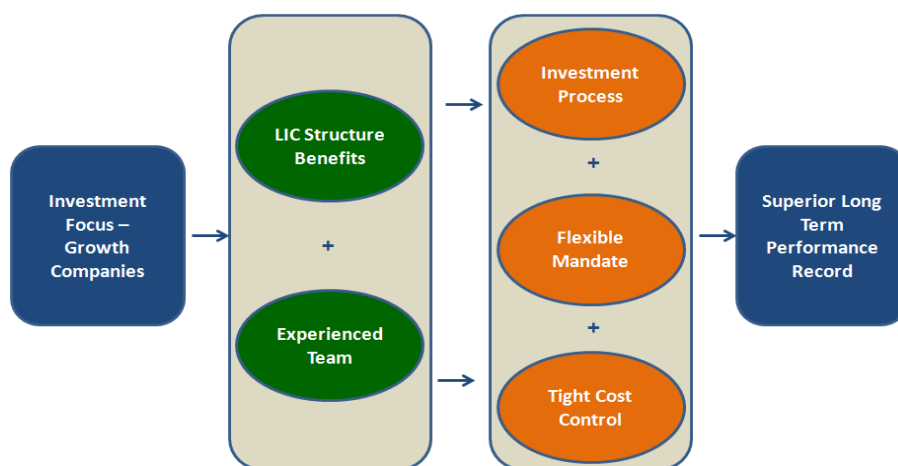 Investment
Focus –
Growth
Companies
LIC Structure
Benefits
+
Experienced
Team
Investment
Process
+
Flexible
Mandate
+
Tight Cost
Control
Superior Long
Term
Performance
Record